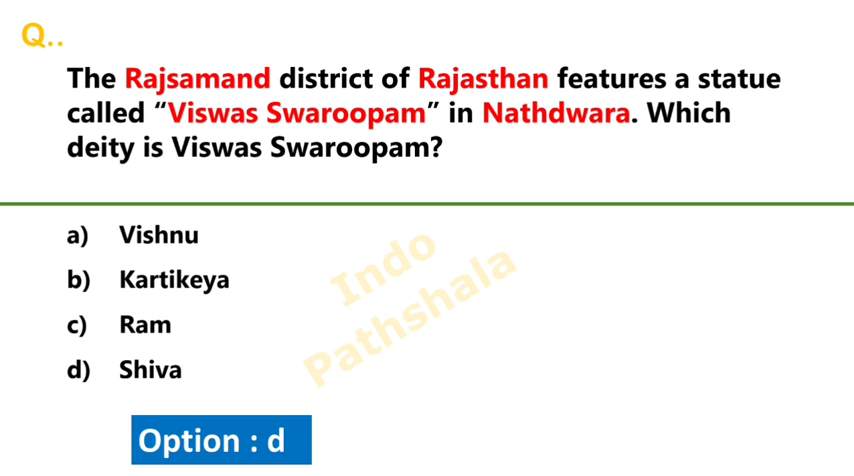 Q..
The Rajsamand district of Rajasthan features a statue
called “Viswas Swaroopam” in Nathdwara. Which
deity is Viswas Swaroopam?
a) Vishnu
b) Kartikeya
c) Ram
d) Shiva
Indo
Pathshala
Option : d